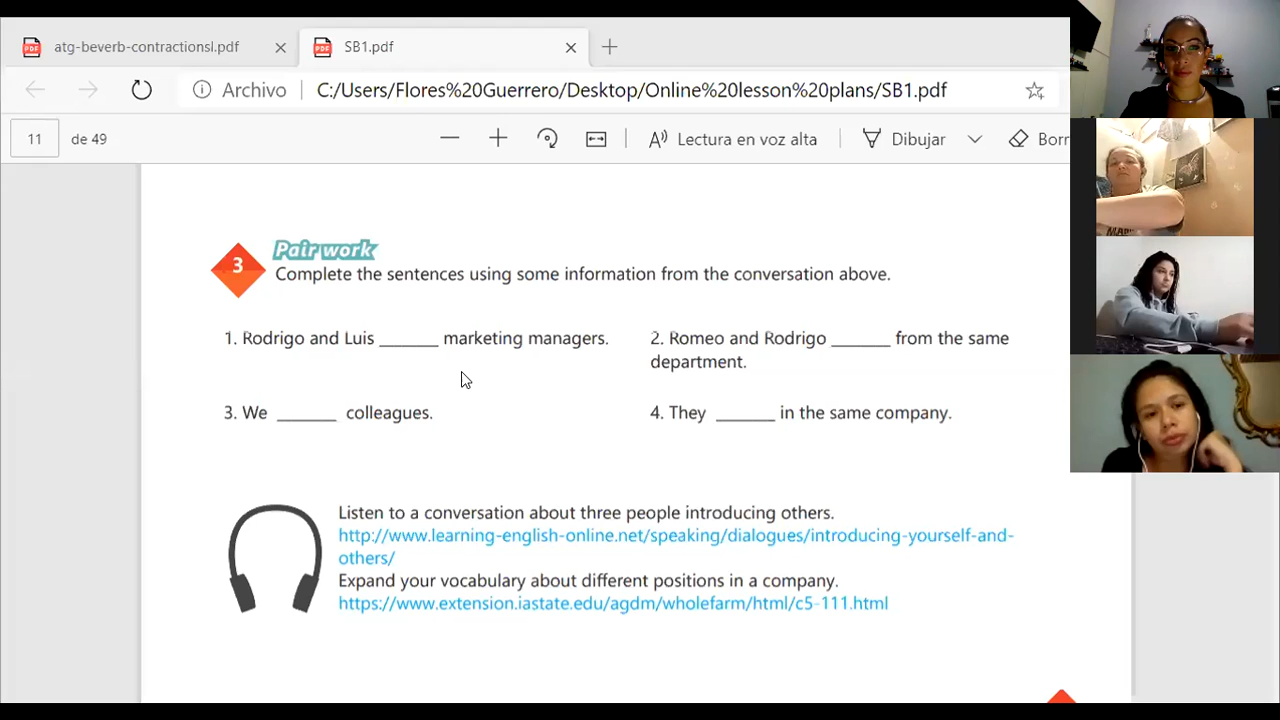 atg-beverb-contractionsl.pdf
SB1.pdf
Archivo
C:/Users/Flores%20Guerrero/Desktop/Online%20lesson%20plans/SB1.pdf
11
de 49
Lectura en voz alta
Dibujar
Borr
3
Pair work
Complete the sentences using some information from the conversation above.
1. Rodrigo and Luis _______ marketing managers.
2. Romeo and Rodrigo _______ from the same
department.
3. We _______ colleagues.
4. They _______ in the same company.
Listen to a conversation about three people introducing others.
http://www.learning-english-online.net/speaking/dialogues/introducing-yourself-and-
others/
Expand your vocabulary about different positions in a company.
https://www.extension.iastate.edu/agdm/wholefarm/html/c5-111.html